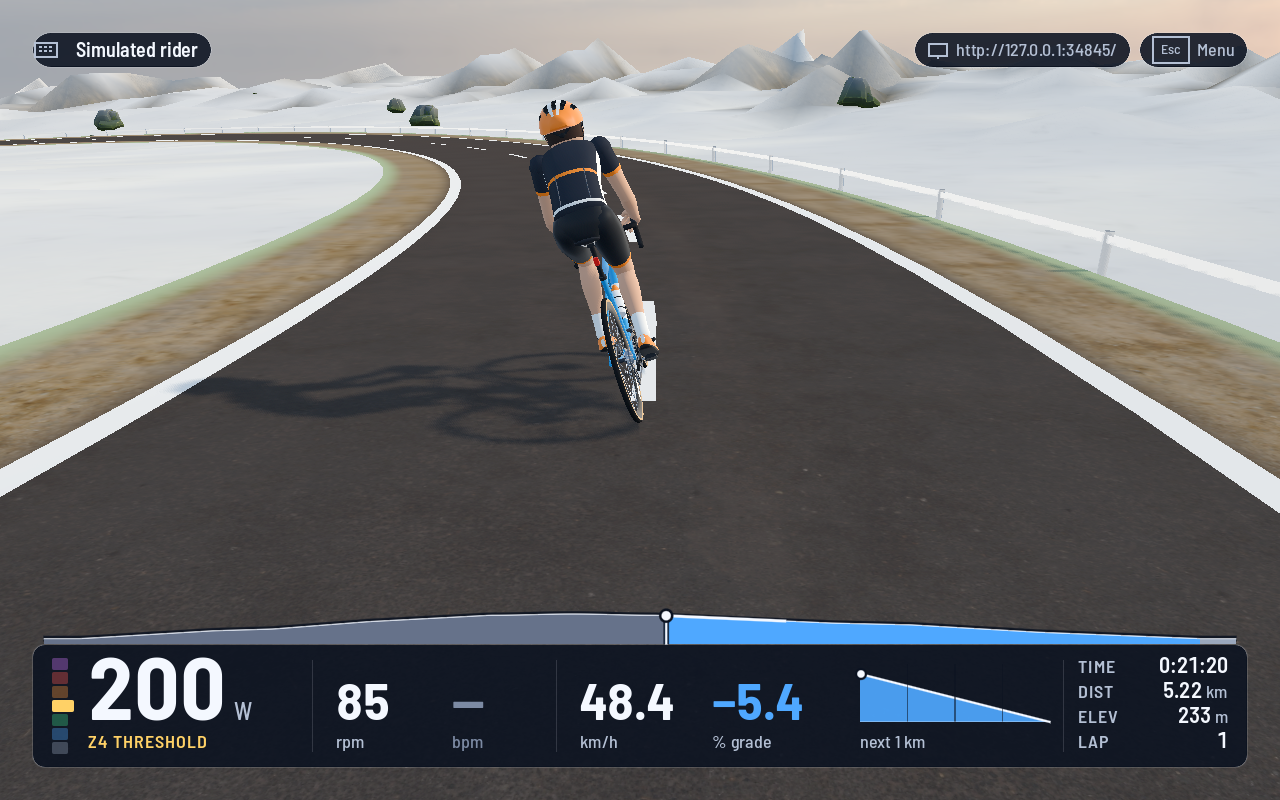 Simulated rider
http://127.0.0.1:34845/
Esc Menu
200 W
Z4 THRESHOLD
85
rpm
–
bpm
48.4
km/h
–5.4
% grade
next 1 km
TIME 0:21:20
DIST 5.22 km
ELEV 233 m
LAP 1